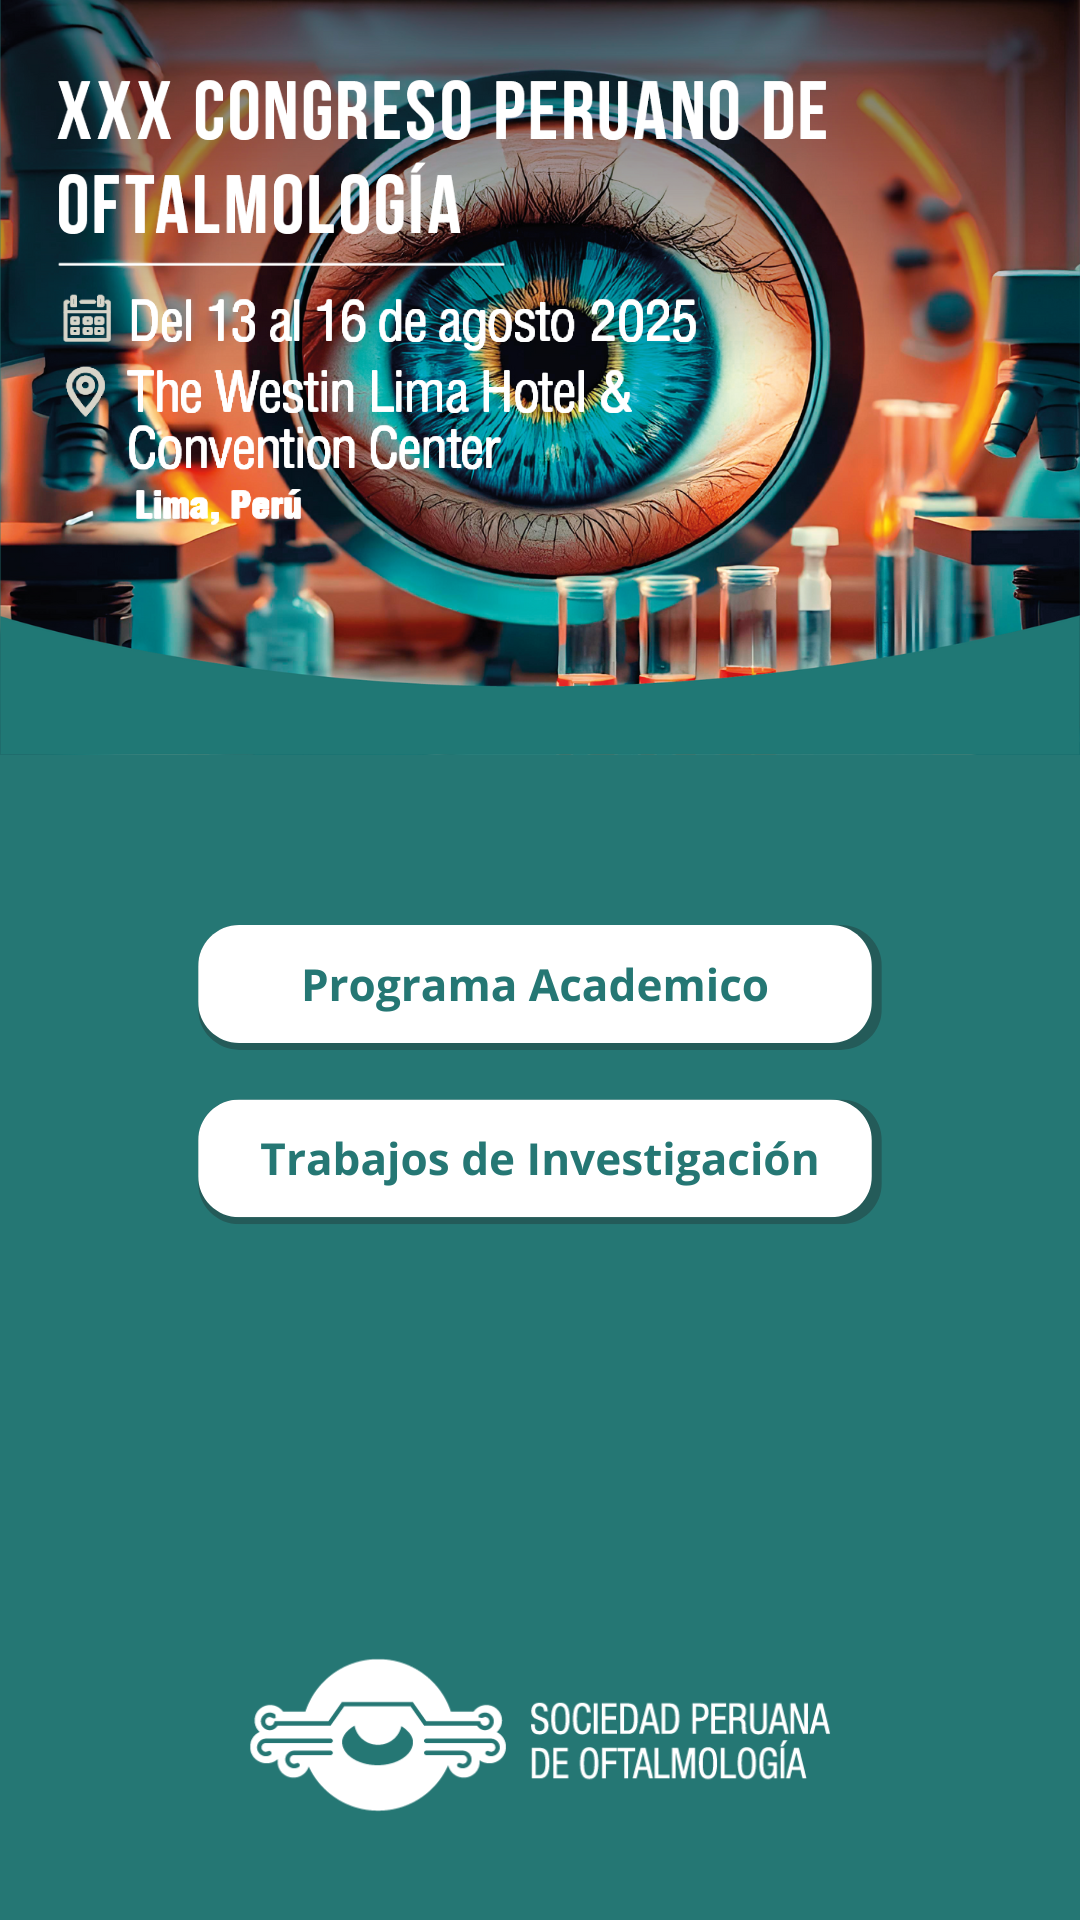 XXX CONGRESO PERUANO DE
OFTALMOLOGÍA
Del 13 al 16 de agosto 2025
The Westin Lima Hotel &
Convention Center
Lima, Perú
Programa Academico
Trabajos de Investigación
SOCIEDAD PERUANA
DE OFTALMOLOGÍA